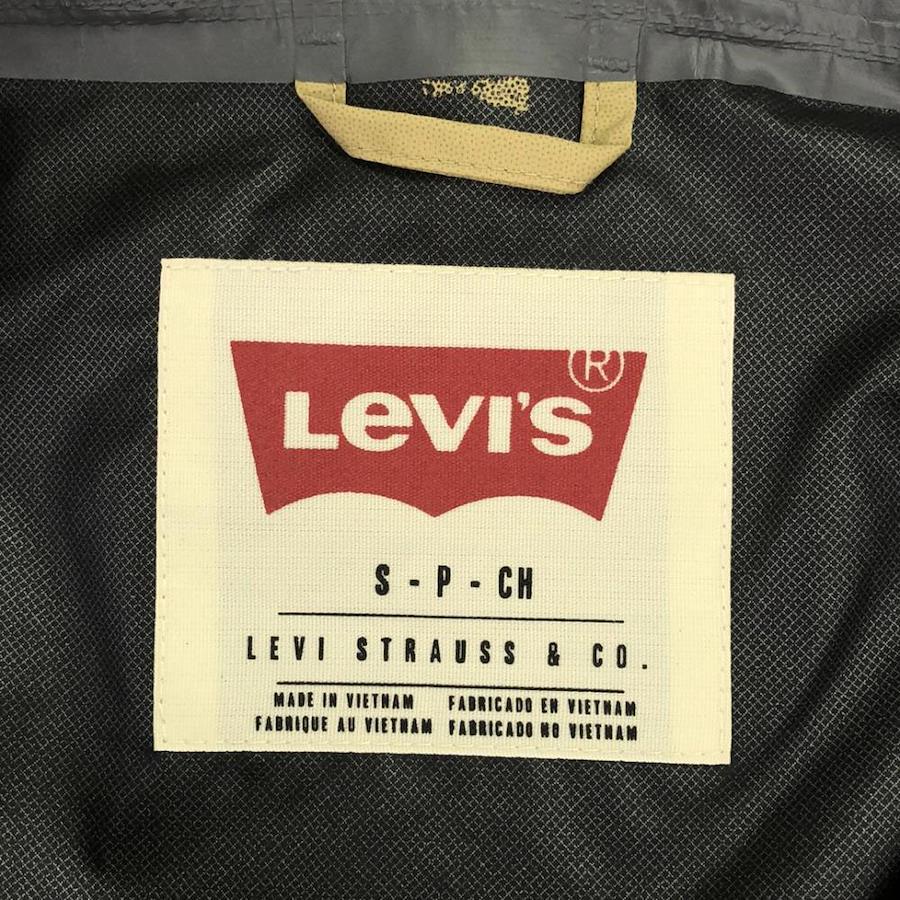 ®
LEVI'S
S - P - CH
LEVI STRAUSS & CO.
MADE IN VIETNAM FABRICADO EN VIETNAM
FABRIQUE AU VIETNAM FABRICADO NO VIETNAM